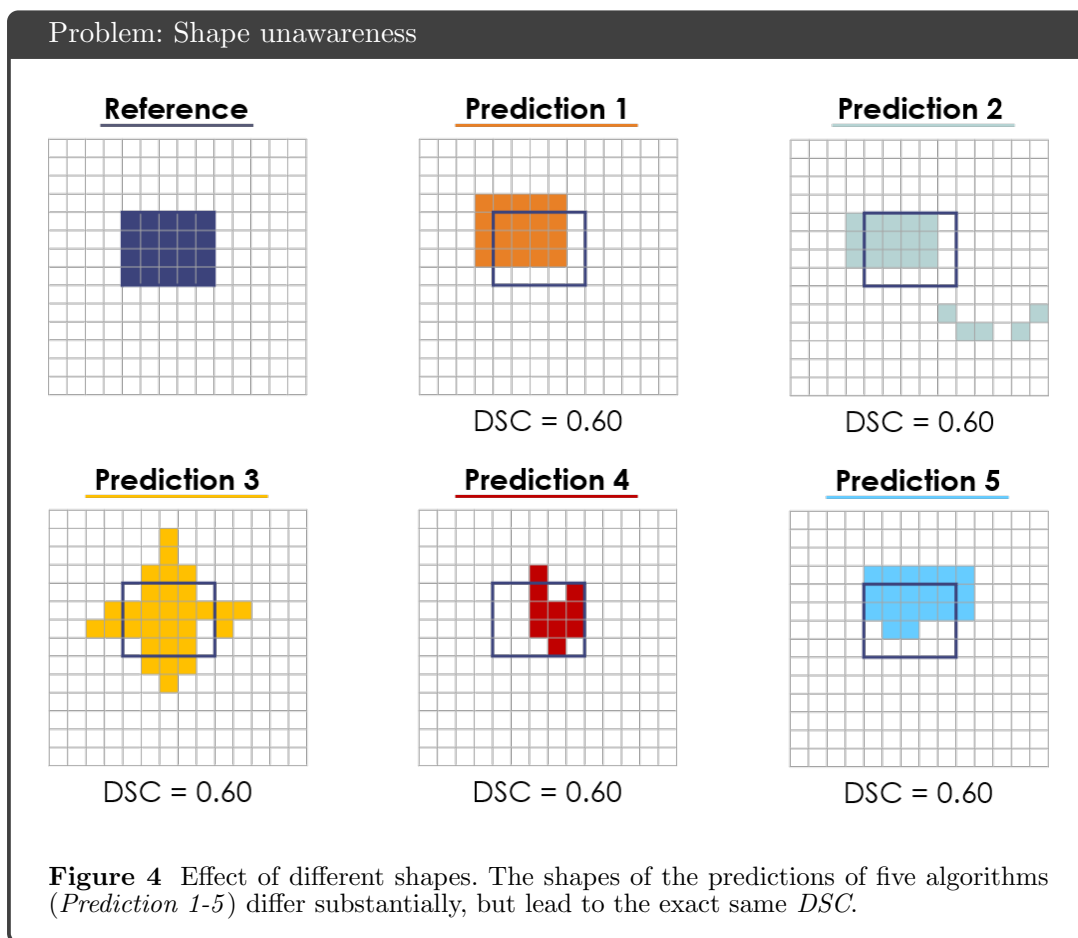 Problem: Shape unawareness
Reference
Prediction 1
Prediction 2
DSC = 0.60
DSC = 0.60
Prediction 3
Prediction 4
Prediction 5
DSC = 0.60
DSC = 0.60
DSC = 0.60
Figure 4 Effect of different shapes. The shapes of the predictions of five algorithms
(Prediction 1-5) differ substantially, but lead to the exact same DSC.